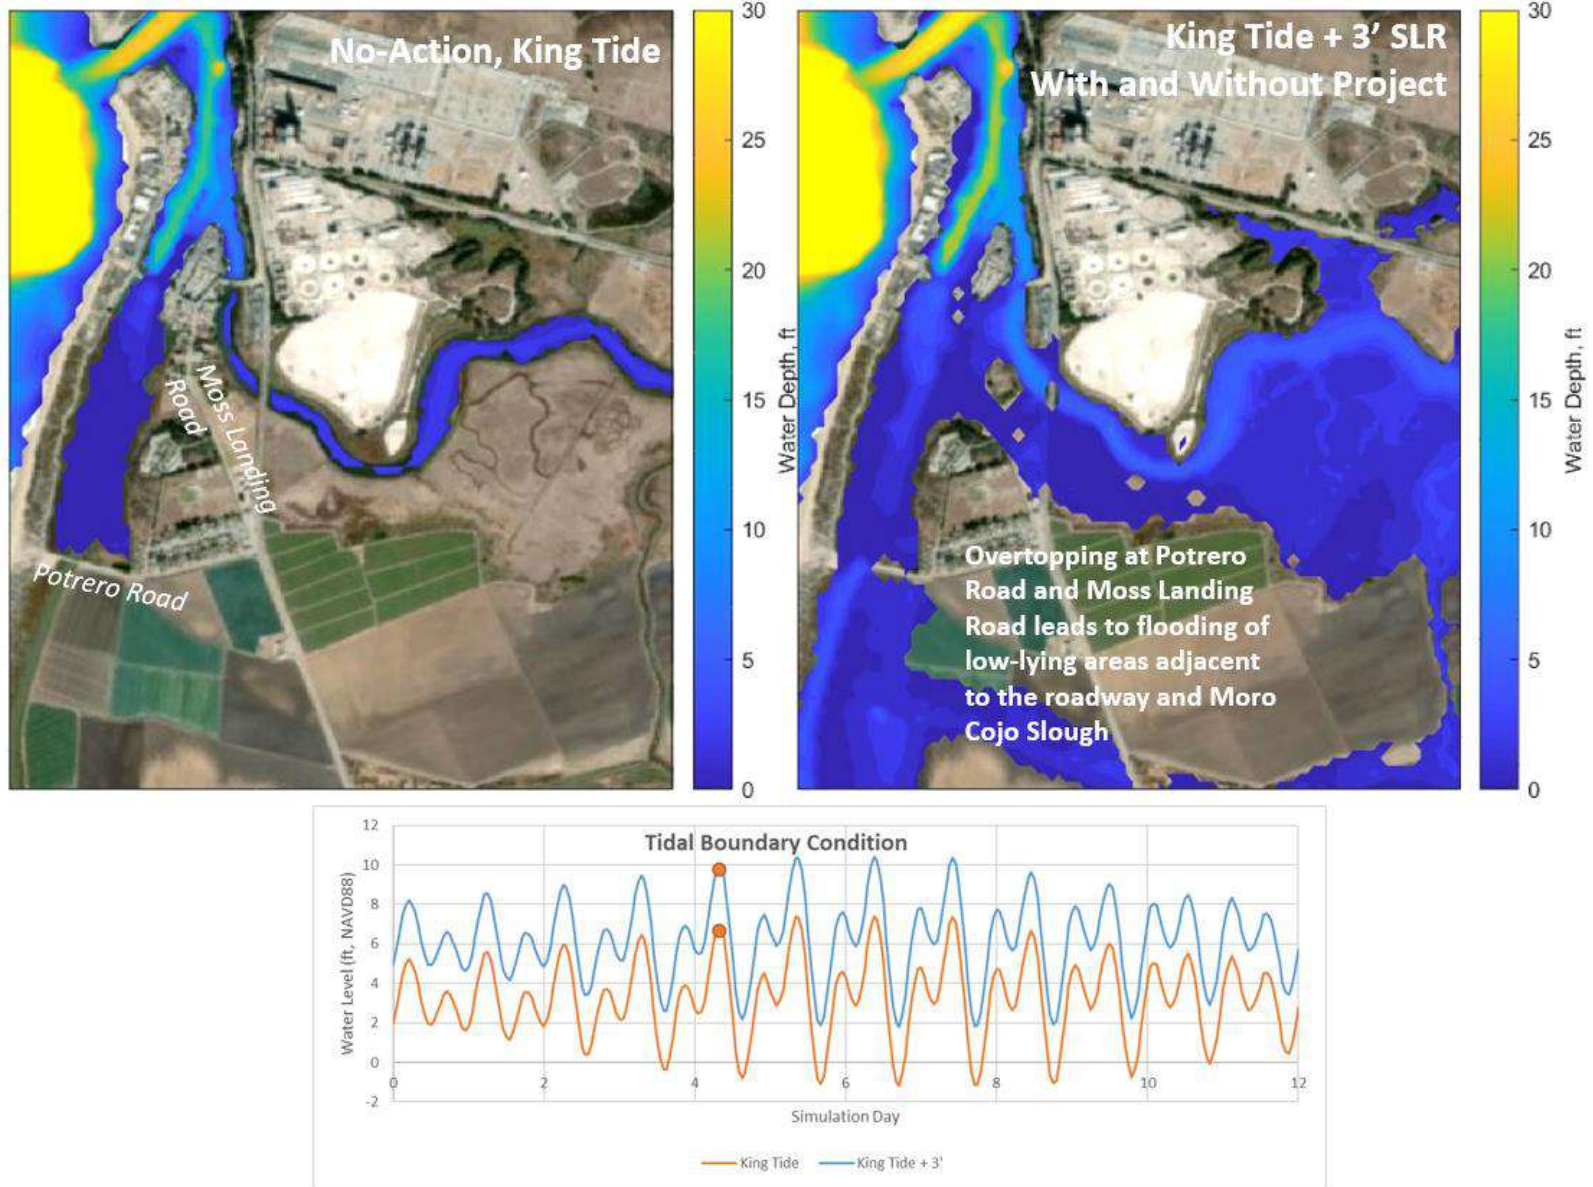 No-Action, King Tide
Moss Landing
Road
Potrero Road
30
25
20
15
10
5
0
Water Depth, ft
King Tide + 3’ SLR
With and Without Project
Overtopping at Potrero
Road and Moss Landing
Road leads to flooding of
low-lying areas adjacent
to the roadway and Moro
Cojo Slough
30
25
20
15
10
5
0
Water Depth, ft
Tidal Boundary Condition
Water Level (ft, NAVD88)
12
10
8
6
4
2
0
-2
0
2
4
6
8
10
12
Simulation Day
King Tide
King Tide + 3'